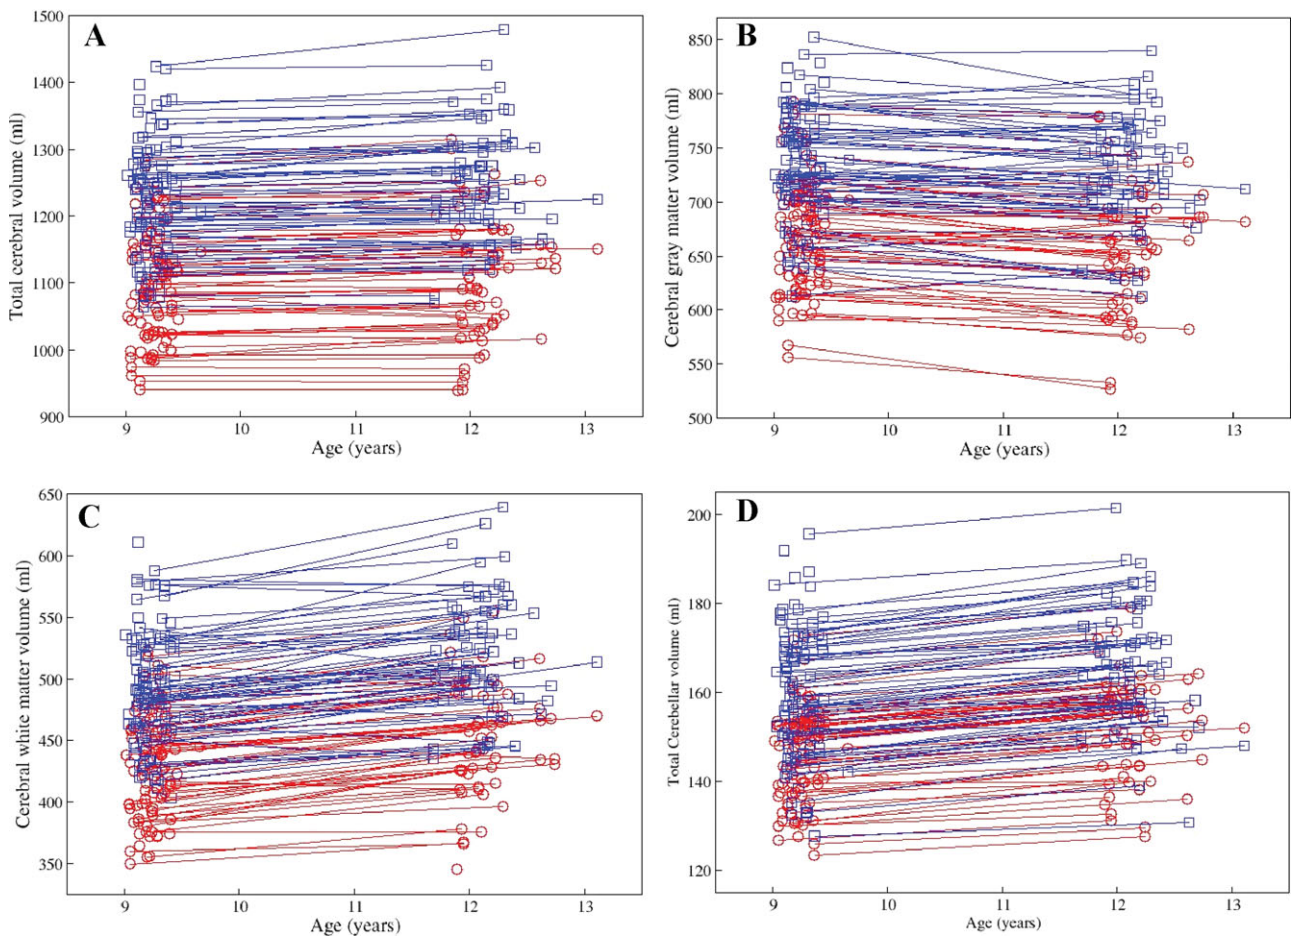 A
1500
1400
1300
1200
1100
1000
900
Total cerebral volume (ml)
9 10 11 12 13
Age (years)
B
850
800
750
700
650
600
550
500
Cerebral gray matter volume (ml)
9 10 11 12 13
Age (years)
C
650
600
550
500
450
400
350
Cerebral white matter volume (ml)
9 10 11 12 13
Age (years)
D
200
180
160
140
120
Total Cerebellar volume (ml)
9 10 11 12 13
Age (years)